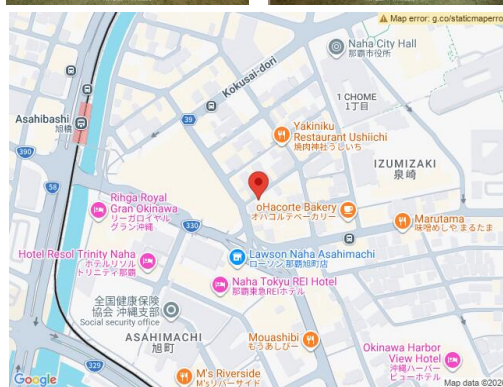 Map error: g.co/staticmaperro
Naha City Hall
那覇市役所
Kokusai-dori
1 CHOME
1丁目
39
Asahibashi
旭橋
Yakiniku
Restaurant Ushiichi
焼肉神社うしいち
390
IZUMIZAKI
泉崎
58
Rihga Royal
Gran Okinawa
リーガロイヤル
グラン沖縄
oHacorte Bakery
オハコルテベーカリー
Marutama
味噌めしや まるたま
330
Hotel Resol Trinity Naha
ホテルリソル
トリニティ那覇
Lawson Naha Asahimachi
ローソン 那覇旭町店
Naha Tokyu REI Hotel
那覇東急REIホテル
全国健康保険
協会 沖縄支部
Social security office
ASAHIMACHI
旭町
Mouashibi
もうあしびー
Okinawa Harbor
View Hotel
沖縄ハーバー
ビューホテル
329
M's Riverside
M'sリバーサイド
Google
Map data ©202